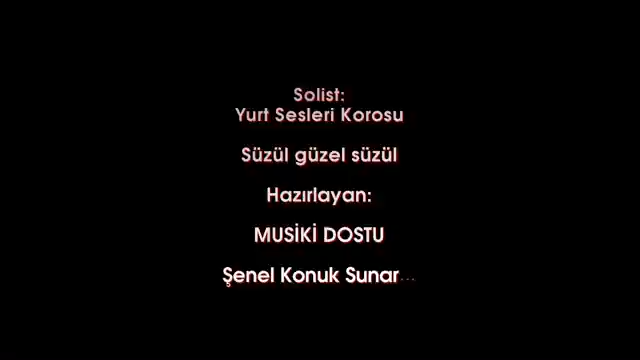 Solist:
Yurt Sesleri Korosu
Süzül güzel süzül
Hazırlayan:
MUSİKİ DOSTU
Şenel Konuk Sunar...